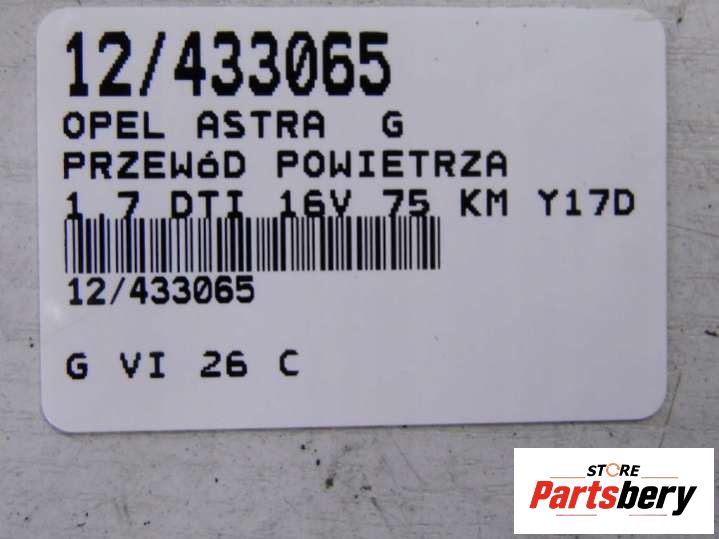 12/433065
OPEL ASTRA G
PRZEWóD POWIETRZA
1.7 DTI 16V 75 KM Y17D
12/433065
G VI 26 C
STORE
Partsbery